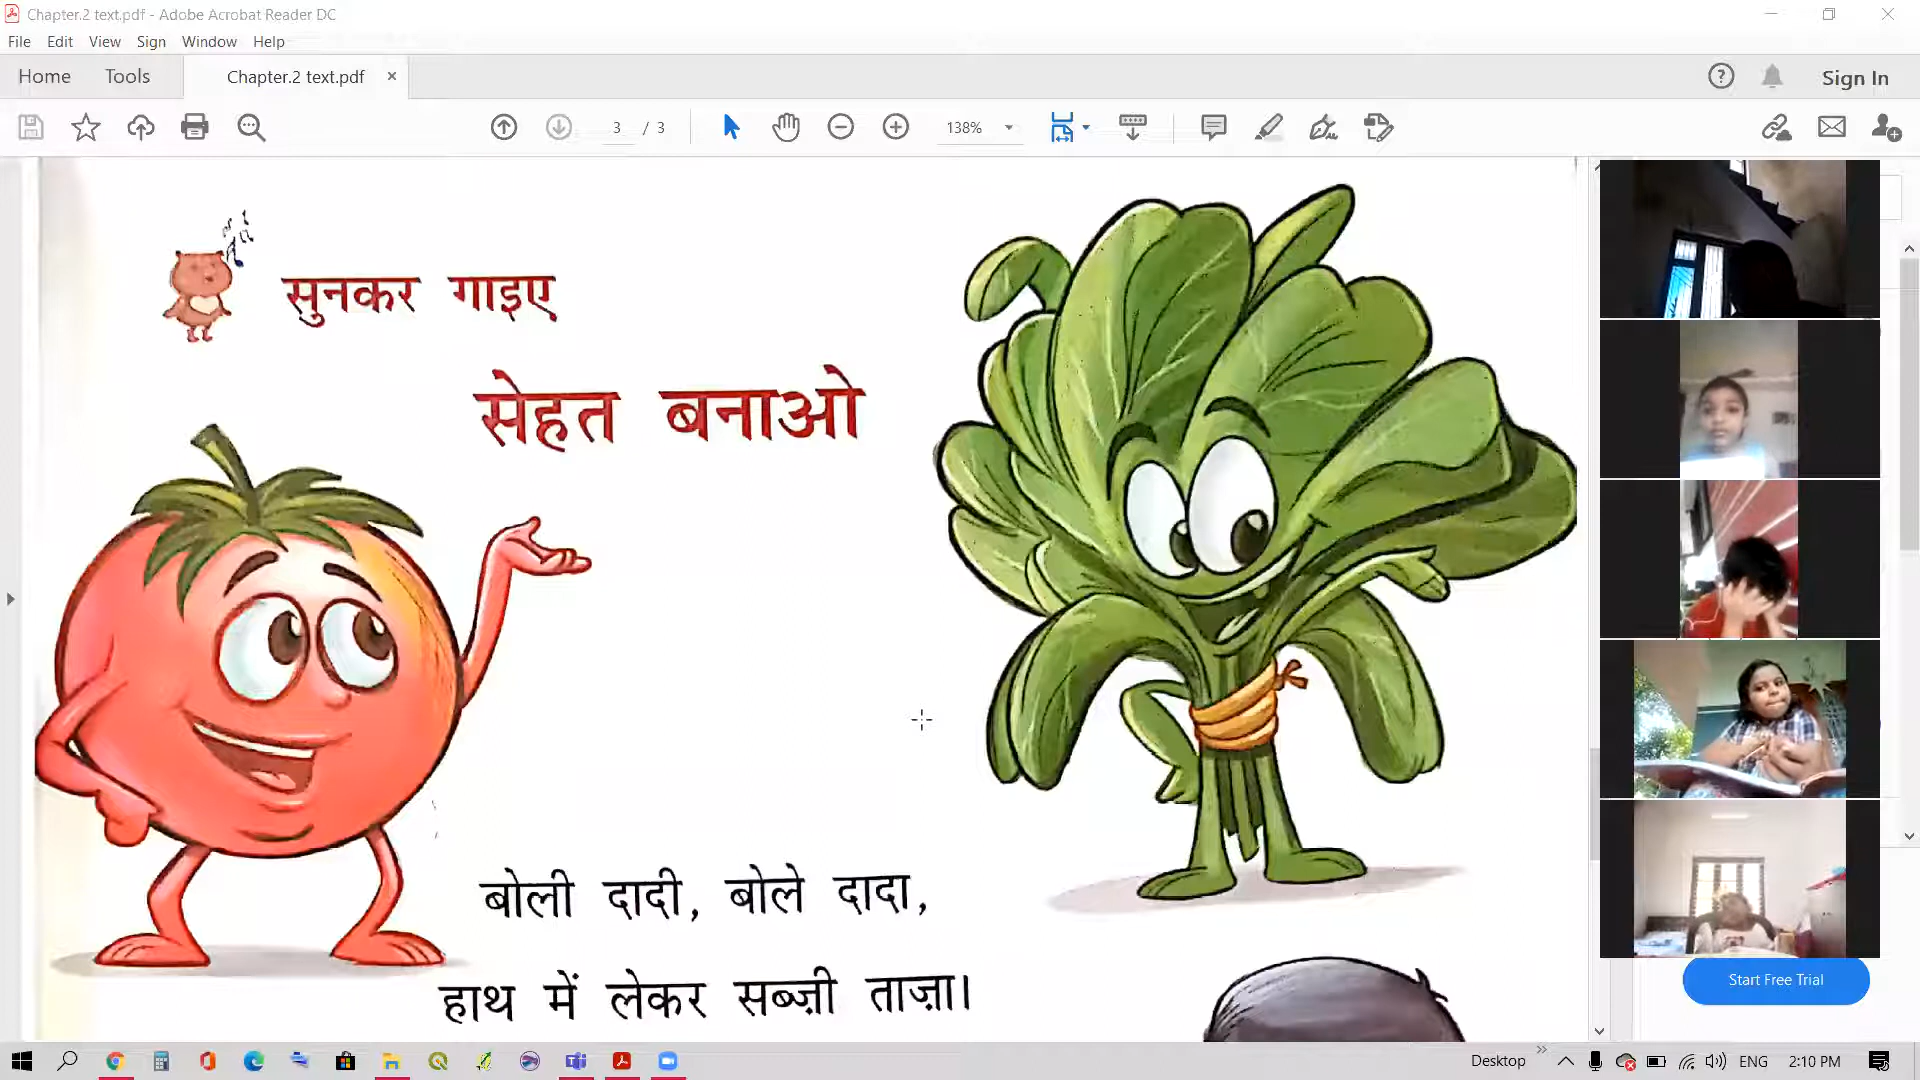 Chapter.2 text.pdf - Adobe Acrobat Reader DC
File Edit View Sign Window Help
Home Tools Chapter.2 text.pdf × Sign In
3 / 3 138%
सुनकर गाइए
सेहत बनाओ
बोली दादी, बोले दादा,
हाथ में लेकर सब्ज़ी ताज़ा।
Start Free Trial
Desktop ENG 2:10 PM